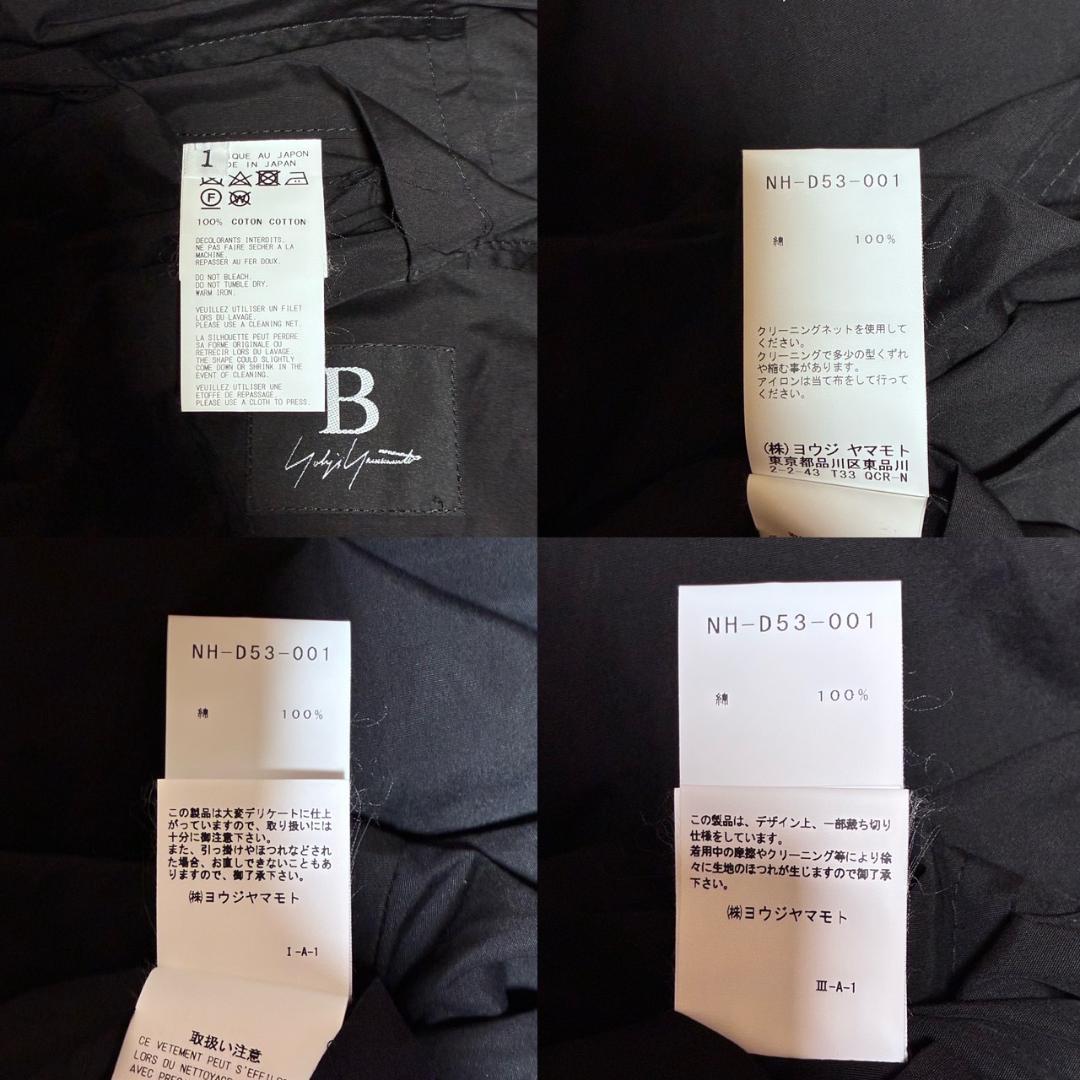 1
IQUE AU JAPON
DE IN JAPAN
F W
100% COTON COTTON
DECOLORANTS INTERDITS.
NE PAS FAIRE SECHER A LA
MACHINE.
REPASSER AU FER DOUX.
DO NOT BLEACH.
DO NOT TUMBLE DRY.
WARM IRON.
VEUILLEZ UTILISER UN FILET
LORS DU LAVAGE.
PLEASE USE A CLEANING NET.
LA SILHOUETTE PEUT PERDRE
SA FORME ORIGINALE OU
RETRECIR LORS DU LAVAGE.
THE SHAPE COULD SLIGHTLY
COME DOWN OR SHRINK IN THE
EVENT OF CLEANING.
VEUILLEZ UTILISER UNE
ETOFFE DE REPASSAGE.
PLEASE USE A CLOTH TO PRESS.
B
Yohji Yamamoto
NH-D53-001
綿 100%
クリーニングネットを使用して
ください。
クリーニングで多少の型くずれ
や縮む事があります。
アイロンは当て布をして行って
ください。
(株)ヨウジ ヤマモト
東京都品川区東品川
2-2-43 T33 QCR-N
NH-D53-001
綿 100%
この製品は大変デリケートに仕上
がっていますので、取り扱いには
十分に御注意下さい。
また、引っ掛けやほつれなどされ
た場合、お直しできないこともあ
りますので、御了承下さい。
㈱ヨウジヤマモト
I-A-1
取扱い注意
CE VETEMENT PEUT S'EFFILO
LORS DU NETTOYAGE
AVEC PREC
NH-D53-001
綿 100%
この製品は、デザイン上、一部裁ち切り
仕様をしています。
着用中の摩擦やクリーニング等により徐
々に生地のほつれが生じますので御了承
下さい。
㈱ヨウジヤマモト
Ⅲ-A-1